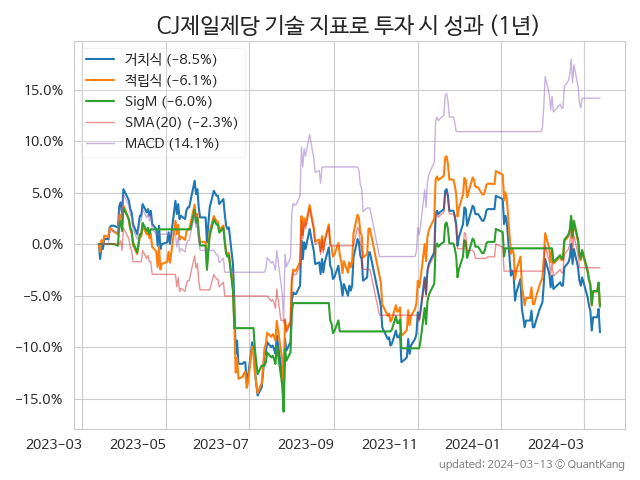 CJ제일제당 기술 지표로 투자 시 성과 (1년)
거치식 (−8.5%)
적립식 (−6.1%)
SigM (−6.0%)
SMA(20) (−2.3%)
MACD (14.1%)
15.0%
10.0%
5.0%
0.0%
−5.0%
−10.0%
−15.0%
2023-03 2023-05 2023-07 2023-09 2023-11 2024-01 2024-03
updated: 2024-03-13 © QuantKang